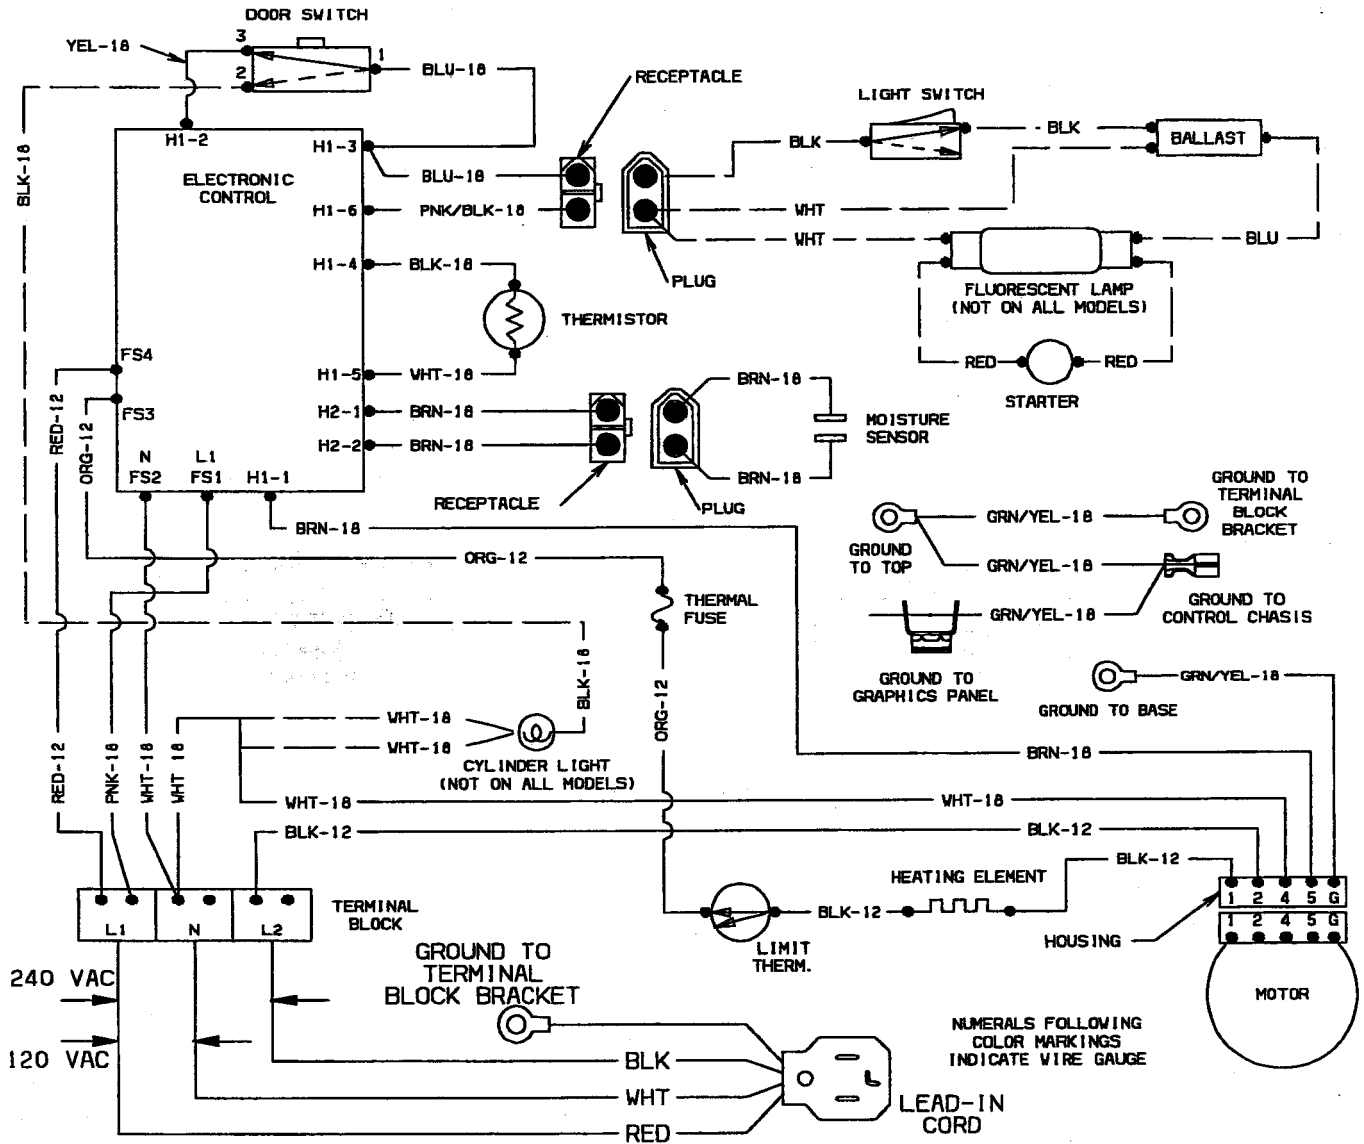 DOOR SWITCH
YEL-18
3
2
1
BLU-18
RECEPTACLE
LIGHT SWITCH
BLK
BLK
BALLAST
BLK-18
H1-2
H1-3
ELECTRONIC
CONTROL
BLU-18
H1-6
PNK/BLK-18
WHT
WHT
BLU
PLUG
H1-4
BLK-18
THERMISTOR
FLUORESCENT LAMP
(NOT ON ALL MODELS)
FS4
RED
RED
STARTER
H1-5
WHT-18
BRN-18
FS3
RED-12
ORG-12
H2-1
BRN-18
MOISTURE
SENSOR
H2-2
BRN-18
N
FS2
L1
FS1
H1-1
BRN-18
RECEPTACLE
PLUG
GROUND TO
TERMINAL
BLOCK
BRACKET
BRN-18
GRN/YEL-18
GROUND
TO TOP
ORG-12
GRN/YEL-18
THERMAL
FUSE
GROUND TO
CONTROL CHASIS
GRN/YEL-18
GROUND TO
GRAPHICS PANEL
BLK-18
ORG-12
GRN/YEL-18
GROUND TO BASE
WHT-18
WHT-18
CYLINDER LIGHT
(NOT ON ALL MODELS)
BRN-18
RED-12
PNK-18
WHT-18
WHT 18
WHT-18
WHT-18
BLK-12
BLK-12
BLK-12
HEATING ELEMENT
TERMINAL
BLOCK
BLK-12
1 2 4 5 G
1 2 4 5 G
L1
N
L2
HOUSING
LIMIT
THERM.
GROUND TO
TERMINAL
BLOCK BRACKET
240 VAC
MOTOR
120 VAC
NUMERALS FOLLOWING
COLOR MARKINGS
INDICATE WIRE GAUGE
BLK
WHT
RED
LEAD-IN
CORD